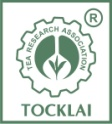 ®
TEA RESEARCH ASSOCIATION
TOCKLAI